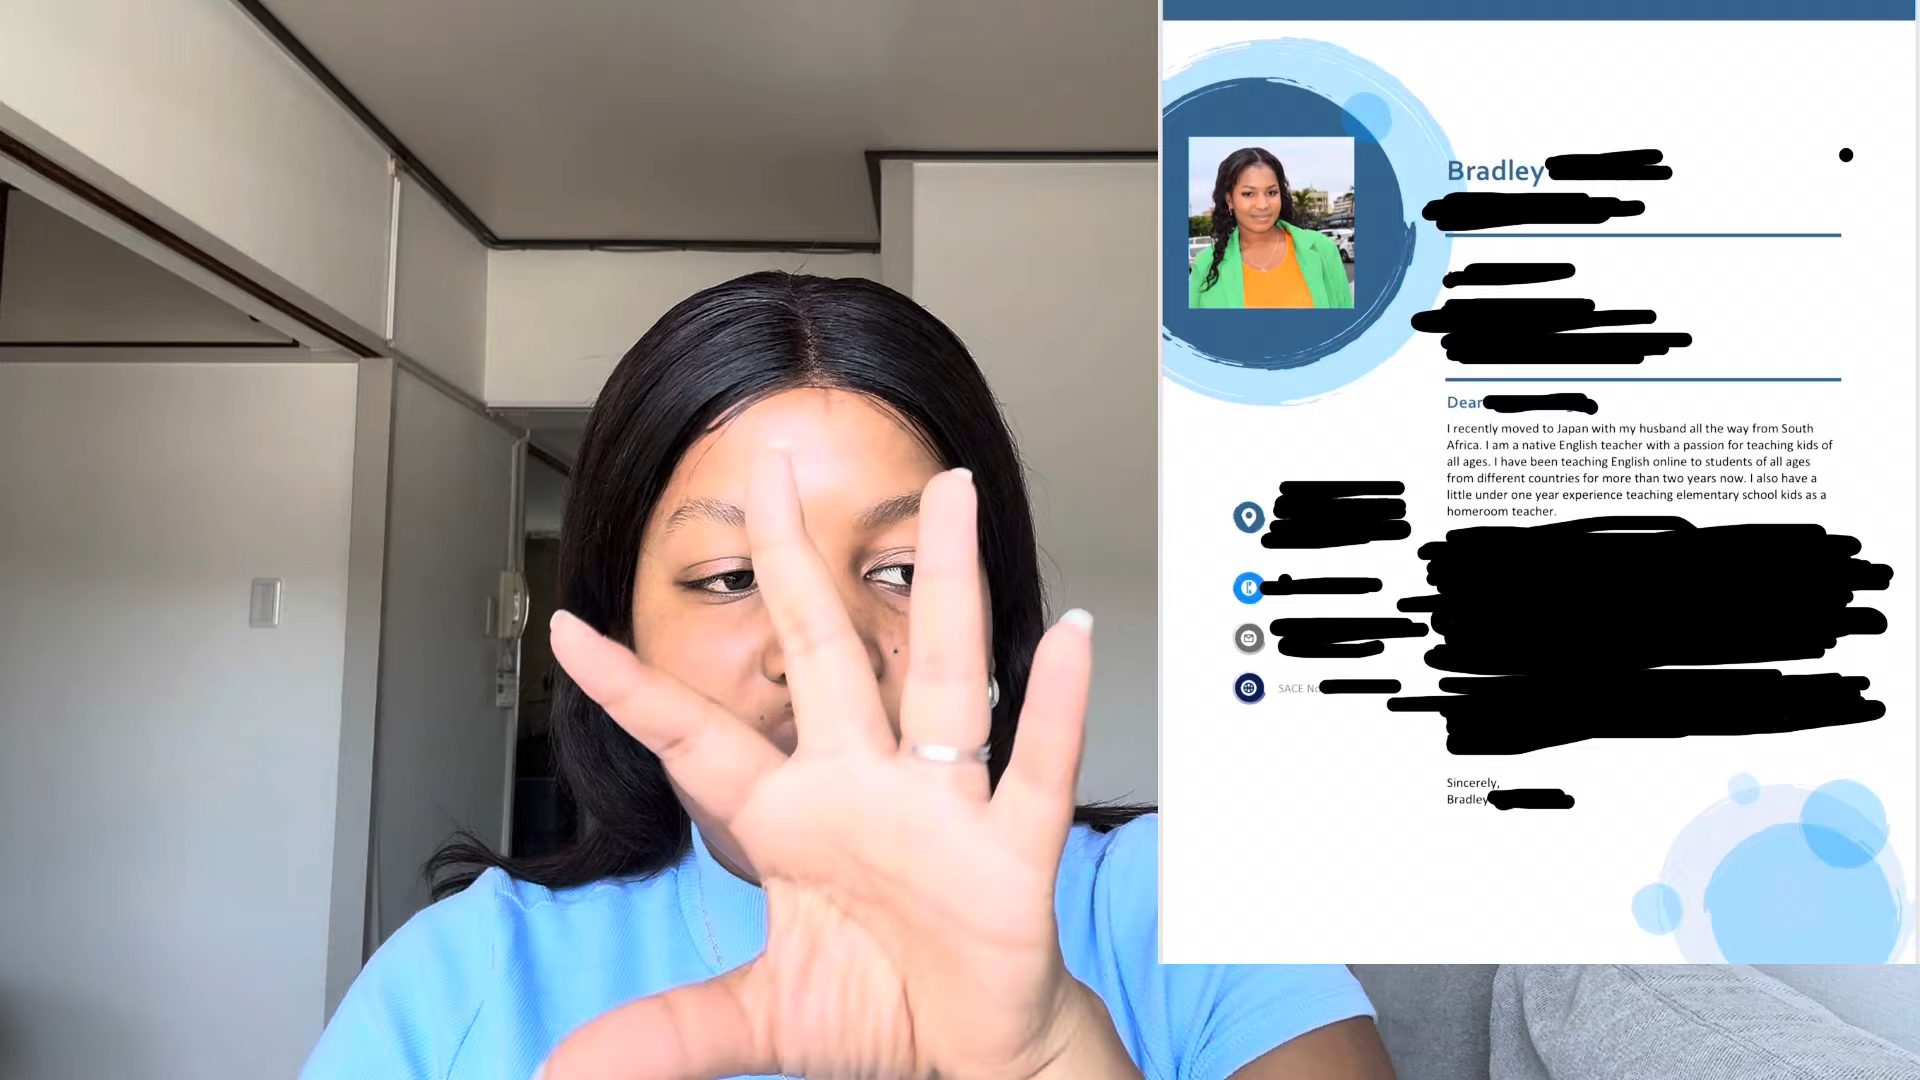 Bradley
Dear
I recently moved to Japan with my husband all the way from South
Africa. I am a native English teacher with a passion for teaching kids of
all ages. I have been teaching English online to students of all ages
from different countries for more than two years now. I also have a
little under one year experience teaching elementary school kids as a
homeroom teacher.
SACE No
Sincerely,
Bradley